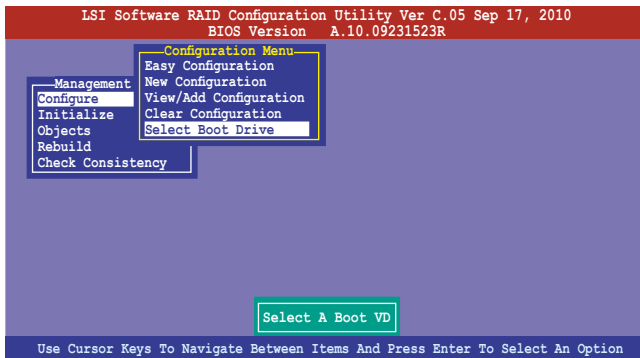 LSI Software RAID Configuration Utility Ver C.05 Sep 17, 2010
BIOS Version A.10.09231523R
Configuration Menu
Easy Configuration
New Configuration
View/Add Configuration
Clear Configuration
Select Boot Drive
Management
Configure
Initialize
Objects
Rebuild
Check Consistency
Select A Boot VD
Use Cursor Keys To Navigate Between Items And Press Enter To Select An Option